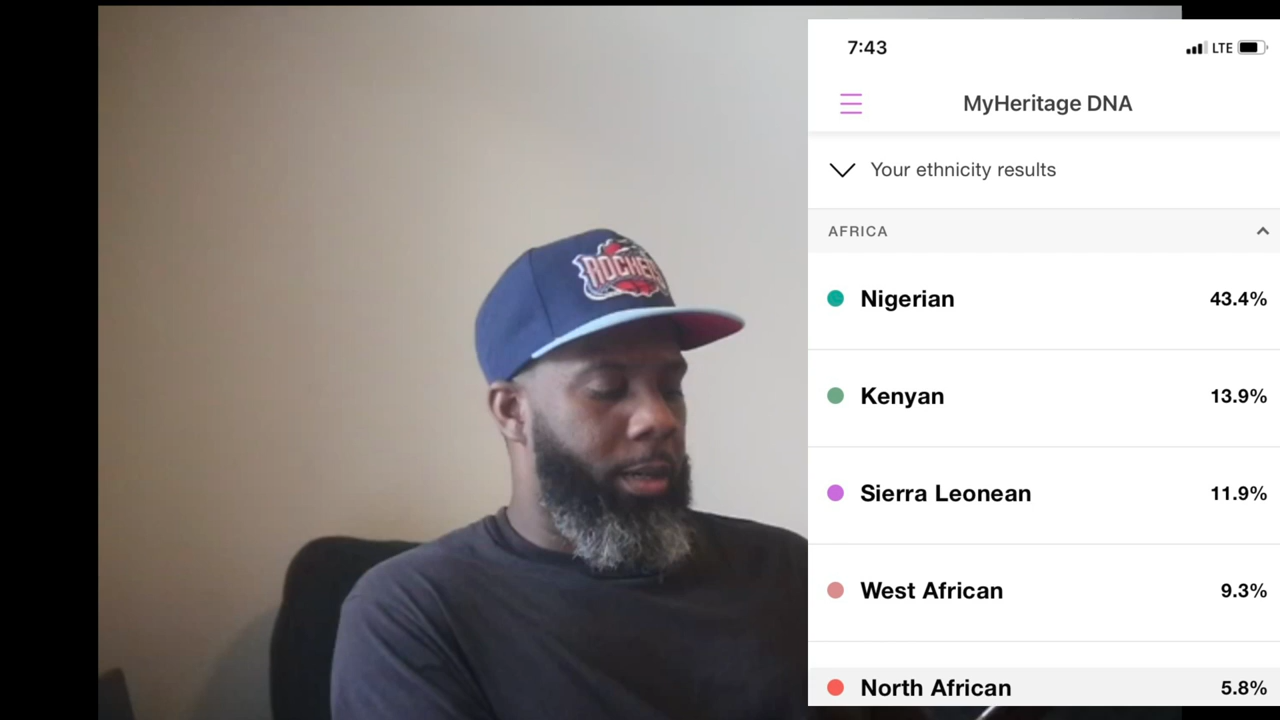 ROCKETS
7:43
LTE
MyHeritage DNA
Your ethnicity results
AFRICA
Nigerian 43.4%
Kenyan 13.9%
Sierra Leonean 11.9%
West African 9.3%
North African 5.8%